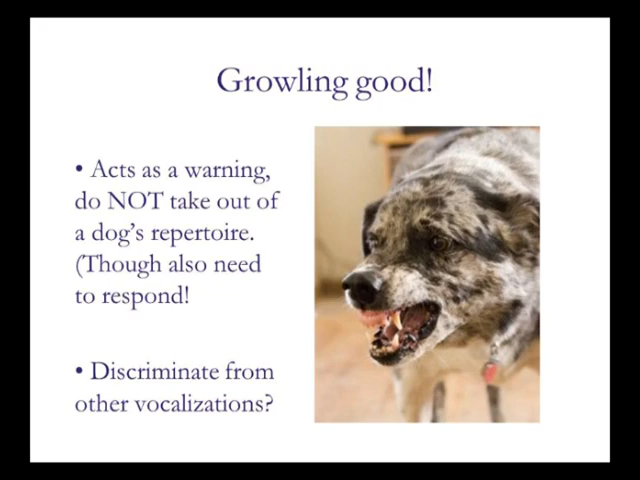 Growling good!
• Acts as a warning,
do NOT take out of
a dog’s repertoire.
(Though also need
to respond!
• Discriminate from
other vocalizations?